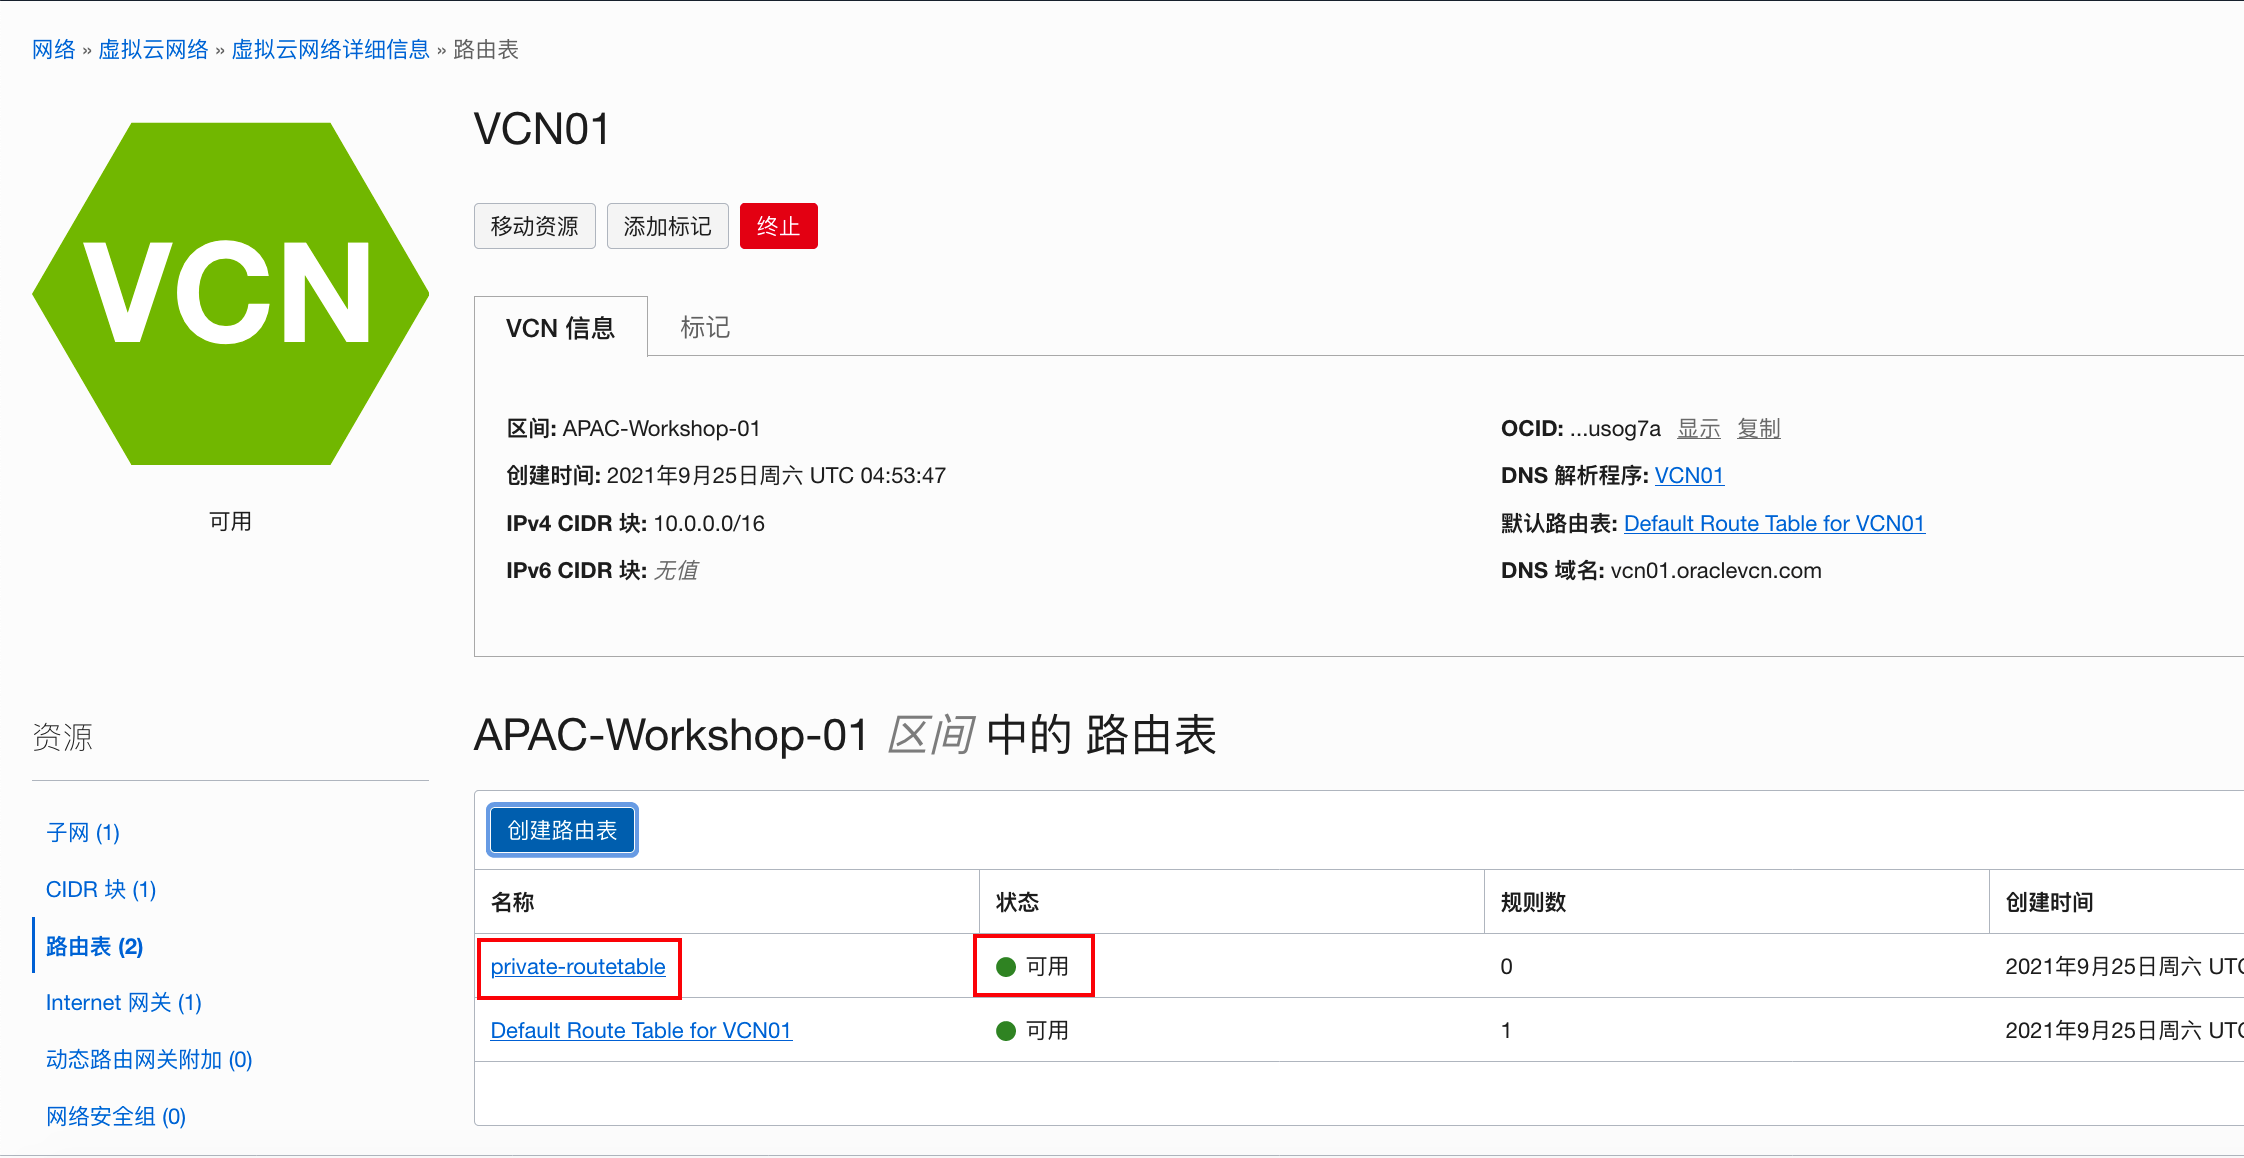 网络 » 虚拟云网络 » 虚拟云网络详细信息 » 路由表
VCN
可用
VCN01
移动资源 添加标记 终止
VCN 信息 标记
区间: APAC-Workshop-01
创建时间: 2021年9月25日周六 UTC 04:53:47
IPv4 CIDR 块: 10.0.0.0/16
IPv6 CIDR 块: 无值
OCID: ...usog7a 显示 复制
DNS 解析程序: VCN01
默认路由表: Default Route Table for VCN01
DNS 域名: vcn01.oraclevcn.com
资源
子网 (1)
CIDR 块 (1)
路由表 (2)
Internet 网关 (1)
动态路由网关附加 (0)
网络安全组 (0)
APAC-Workshop-01 区间 中的 路由表
创建路由表
名称 状态 规则数 创建时间
private-routetable 可用 0 2021年9月25日周六 UTC
Default Route Table for VCN01 可用 1 2021年9月25日周六 UTC